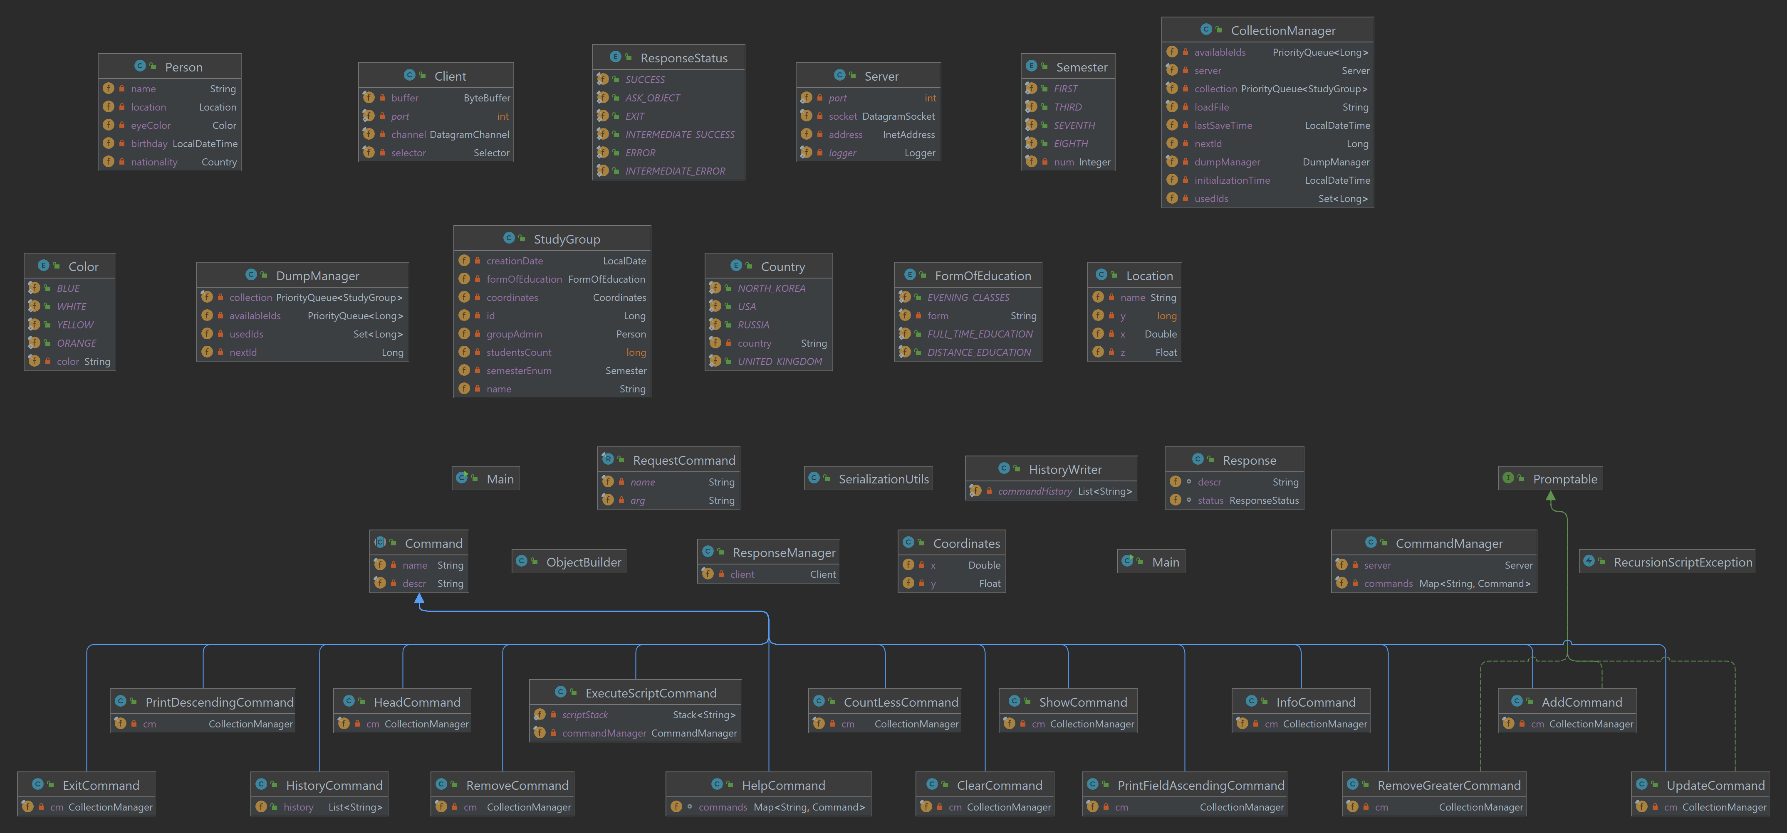 Person
name String
location Location
eyeColor Color
birthday LocalDateTime
nationality Country
Client
buffer ByteBuffer
port int
channel DatagramChannel
selector Selector
ResponseStatus
SUCCESS
ASK_OBJECT
EXIT
INTERMEDIATE_SUCCESS
ERROR
INTERMEDIATE_ERROR
Server
port int
socket DatagramSocket
address InetAddress
logger Logger
Semester
FIRST
THIRD
SEVENTH
EIGHTH
num Integer
CollectionManager
availableIds PriorityQueue<Long>
server Server
collection PriorityQueue<StudyGroup>
loadFile String
lastSaveTime LocalDateTime
nextId Long
dumpManager DumpManager
initializationTime LocalDateTime
usedIds Set<Long>
Color
BLUE
WHITE
YELLOW
ORANGE
color String
DumpManager
collection PriorityQueue<StudyGroup>
availableIds PriorityQueue<Long>
usedIds Set<Long>
nextId Long
StudyGroup
creationDate LocalDate
formOfEducation FormOfEducation
coordinates Coordinates
id Long
groupAdmin Person
studentsCount long
semesterEnum Semester
name String
Country
NORTH_KOREA
USA
RUSSIA
country String
UNITED_KINGDOM
FormOfEducation
EVENING_CLASSES
form String
FULL_TIME_EDUCATION
DISTANCE_EDUCATION
Location
name String
y long
x Double
z Float
Main
RequestCommand
name String
arg String
SerializationUtils
HistoryWriter
commandHistory List<String>
Response
descr String
status ResponseStatus
Promptable
Command
name String
descr String
ObjectBuilder
ResponseManager
client Client
Coordinates
x Double
y Float
Main
CommandManager
server Server
commands Map<String, Command>
RecursionScriptException
PrintDescendingCommand
cm CollectionManager
HeadCommand
cm CollectionManager
ExecuteScriptCommand
scriptStack Stack<String>
commandManager CommandManager
CountLessCommand
cm CollectionManager
ShowCommand
cm CollectionManager
InfoCommand
cm CollectionManager
AddCommand
cm CollectionManager
ExitCommand
cm CollectionManager
HistoryCommand
history List<String>
RemoveCommand
cm CollectionManager
HelpCommand
commands Map<String, Command>
ClearCommand
cm CollectionManager
PrintFieldAscendingCommand
cm CollectionManager
RemoveGreaterCommand
cm CollectionManager
UpdateCommand
cm CollectionManager